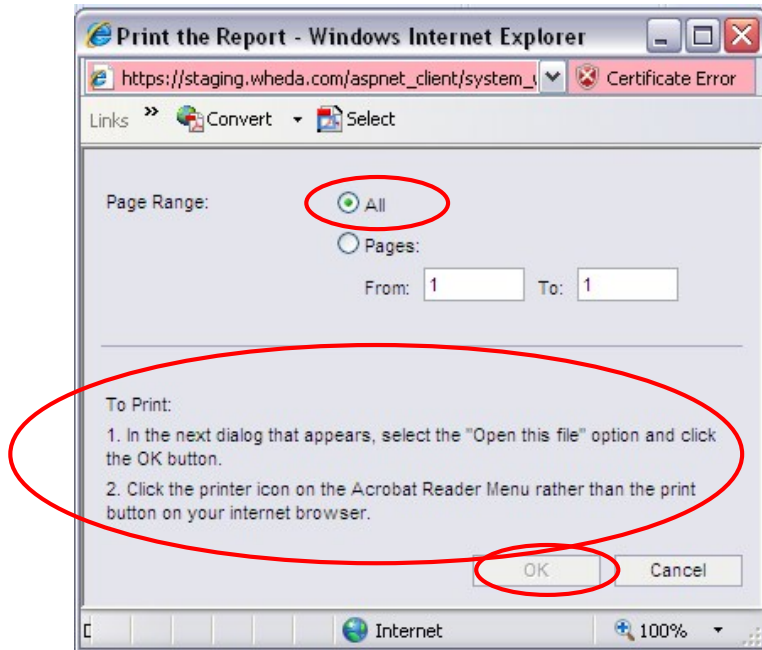 Print the Report - Windows Internet Explorer
https://staging.wheda.com/aspnet_client/system_ Certificate Error
Links » Convert Select
Page Range: All
Pages:
From: 1 To: 1
To Print:
1. In the next dialog that appears, select the "Open this file" option and click
the OK button.
2. Click the printer icon on the Acrobat Reader Menu rather than the print
button on your internet browser.
OK Cancel
Internet 100%